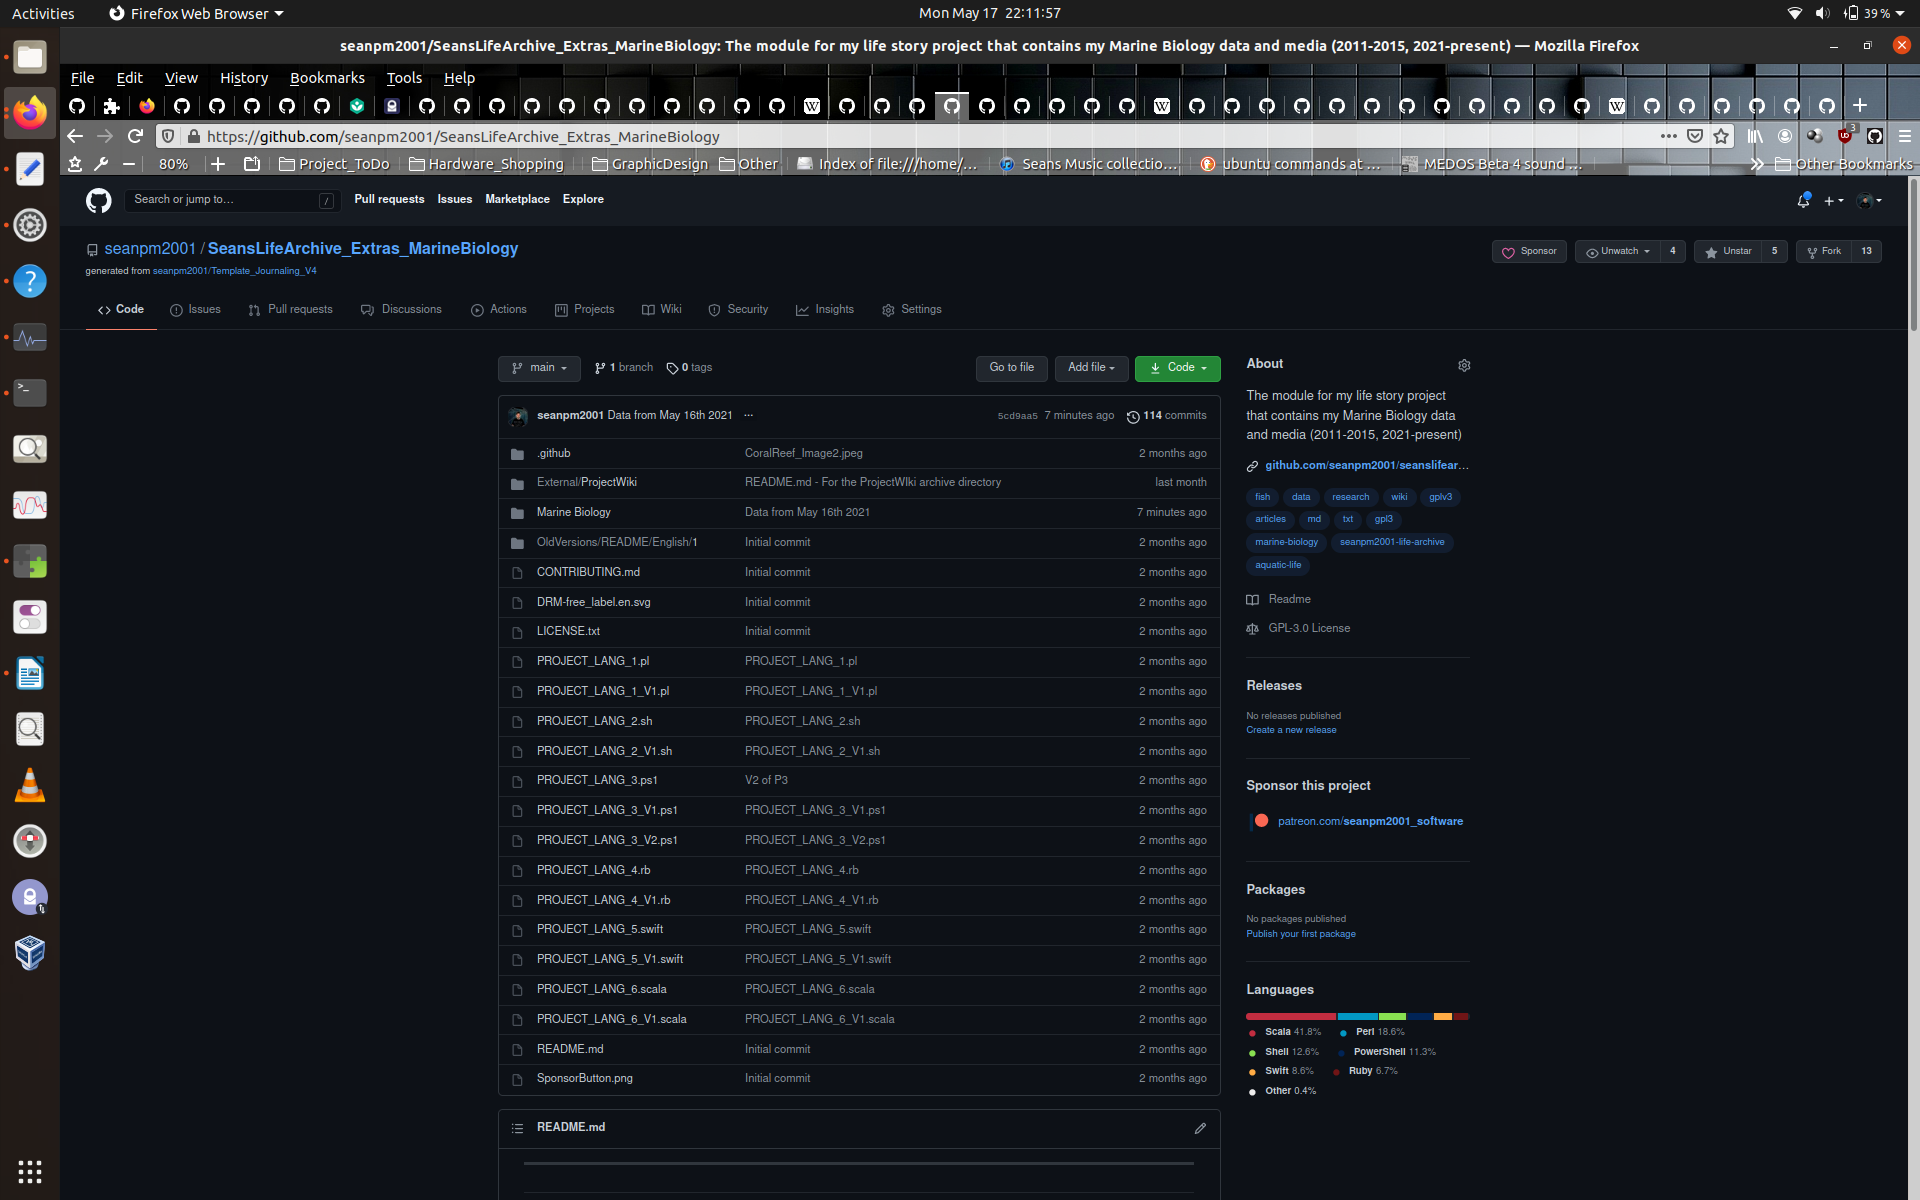 Activities Firefox Web Browser Mon May 17 22:11:57 39 %
seanpm2001/SeansLifeArchive_Extras_MarineBiology: The module for my life story project that contains my Marine Biology data and media (2011-2015, 2021-present) — Mozilla Firefox
File Edit View History Bookmarks Tools Help
https://github.com/seanpm2001/SeansLifeArchive_Extras_MarineBiology 3
80% Project_ToDo Hardware_Shopping GraphicDesign Other Index of file:///home/... Seans Music collectio... ubuntu commands at ... MEDOS Beta 4 sound ... Other Bookmarks
Search or jump to... / Pull requests Issues Marketplace Explore
seanpm2001 / SeansLifeArchive_Extras_MarineBiology Sponsor Unwatch 4 Unstar 5 Fork 13
generated from seanpm2001/Template_Journaling_V4
Code Issues Pull requests Discussions Actions Projects Wiki Security Insights Settings
main 1 branch 0 tags Go to file Add file Code
seanpm2001 Data from May 16th 2021 ... 5cd9aa5 7 minutes ago 114 commits
.github CoralReef_Image2.jpeg 2 months ago
External/ProjectWiki README.md - For the ProjectWIki archive directory last month
Marine Biology Data from May 16th 2021 7 minutes ago
OldVersions/README/English/1 Initial commit 2 months ago
CONTRIBUTING.md Initial commit 2 months ago
DRM-free_label.en.svg Initial commit 2 months ago
LICENSE.txt Initial commit 2 months ago
PROJECT_LANG_1.pl PROJECT_LANG_1.pl 2 months ago
PROJECT_LANG_1_V1.pl PROJECT_LANG_1_V1.pl 2 months ago
PROJECT_LANG_2.sh PROJECT_LANG_2.sh 2 months ago
PROJECT_LANG_2_V1.sh PROJECT_LANG_2_V1.sh 2 months ago
PROJECT_LANG_3.ps1 V2 of P3 2 months ago
PROJECT_LANG_3_V1.ps1 PROJECT_LANG_3_V1.ps1 2 months ago
PROJECT_LANG_3_V2.ps1 PROJECT_LANG_3_V2.ps1 2 months ago
PROJECT_LANG_4.rb PROJECT_LANG_4.rb 2 months ago
PROJECT_LANG_4_V1.rb PROJECT_LANG_4_V1.rb 2 months ago
PROJECT_LANG_5.swift PROJECT_LANG_5.swift 2 months ago
PROJECT_LANG_5_V1.swift PROJECT_LANG_5_V1.swift 2 months ago
PROJECT_LANG_6.scala PROJECT_LANG_6.scala 2 months ago
PROJECT_LANG_6_V1.scala PROJECT_LANG_6_V1.scala 2 months ago
README.md Initial commit 2 months ago
SponsorButton.png Initial commit 2 months ago
README.md
About
The module for my life story project
that contains my Marine Biology data
and media (2011-2015, 2021-present)
github.com/seanpm2001/seanslifear...
fish data research wiki gplv3
articles md txt gpl3
marine-biology seanpm2001-life-archive
aquatic-life
Readme
GPL-3.0 License
Releases
No releases published
Create a new release
Sponsor this project
patreon.com/seanpm2001_software
Packages
No packages published
Publish your first package
Languages
Scala 41.8% Perl 18.6%
Shell 12.6% PowerShell 11.3%
Swift 8.6% Ruby 6.7%
Other 0.4%